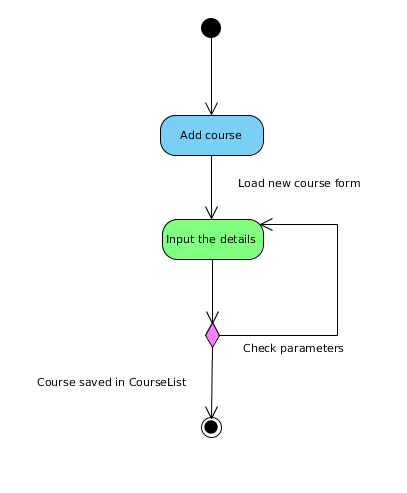 Add course
Load new course form
Input the details
Check parameters
Course saved in CourseList